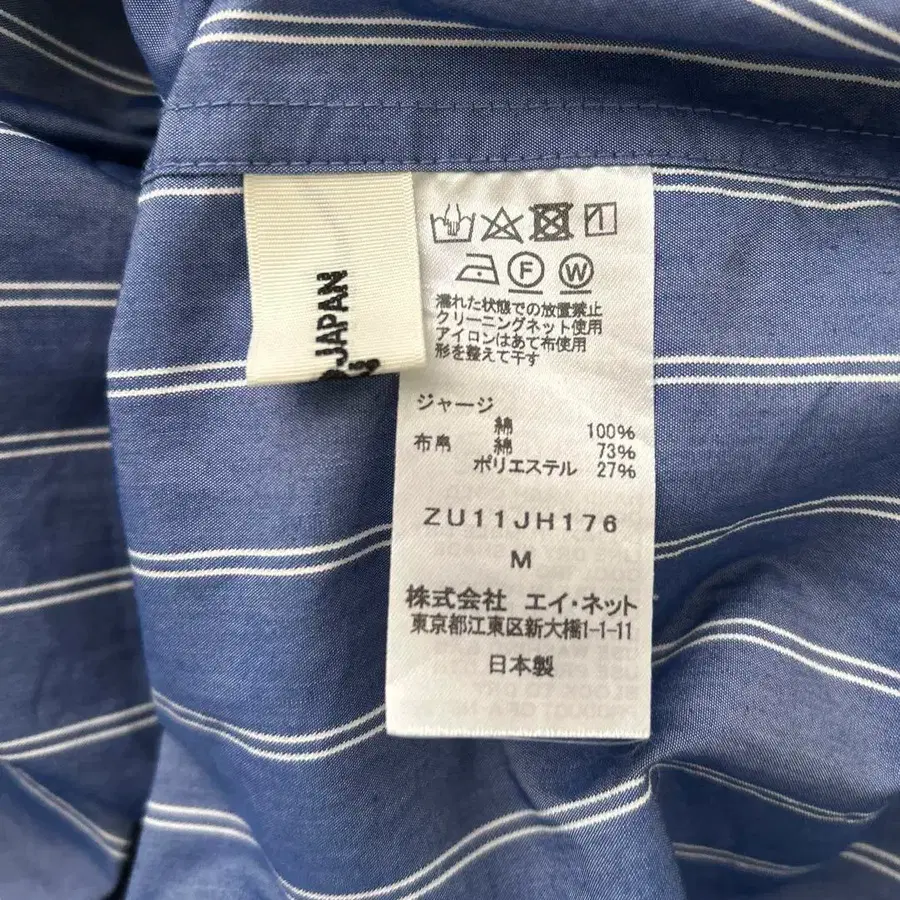 JAPAN
F W
濡れた状態での放置禁止
クリーニングネット使用
アイロンはあて布使用
形を整えて干す
ジャージ
綿 100%
布帛 綿 73%
ポリエステル 27%
ZU11JH176
M
株式会社 エイ・ネット
東京都江東区新大橋1-1-11
日本製